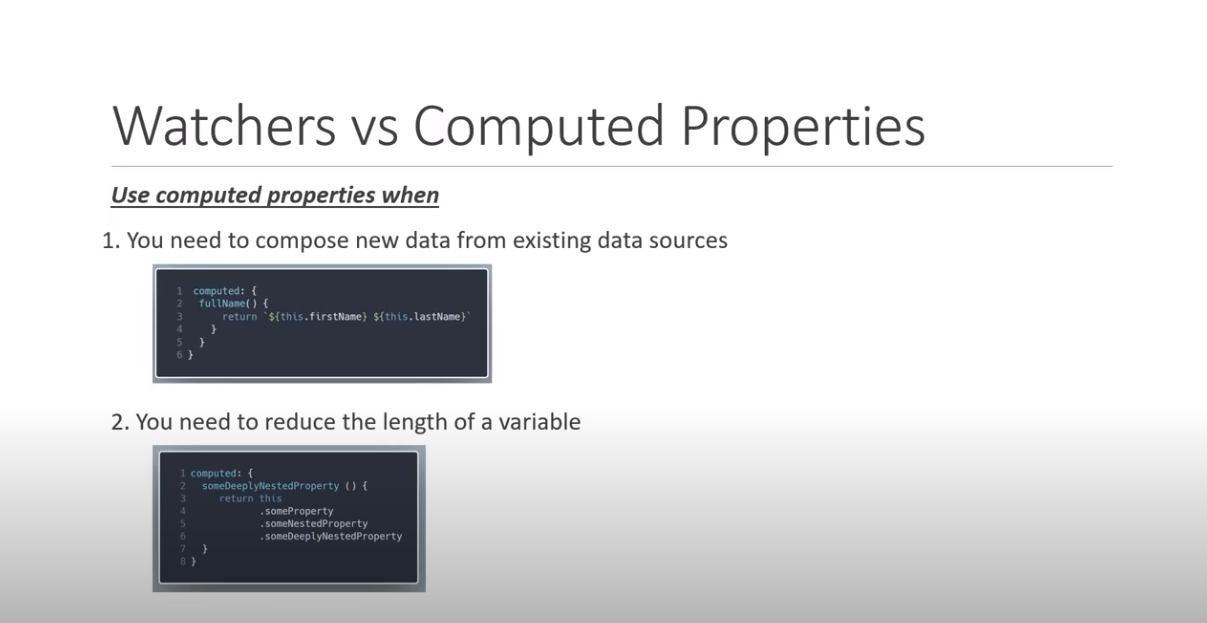 Watchers vs Computed Properties
Use computed properties when
1. You need to compose new data from existing data sources
1 computed: {
2 fullName() {
3 return `${this.firstName} ${this.lastName}`
4 }
5 }
6 }
2. You need to reduce the length of a variable
1 computed: {
2 someDeeplyNestedProperty () {
3 return this
4 .someProperty
5 .someNestedProperty
6 .someDeeplyNestedProperty
7 }
8 }